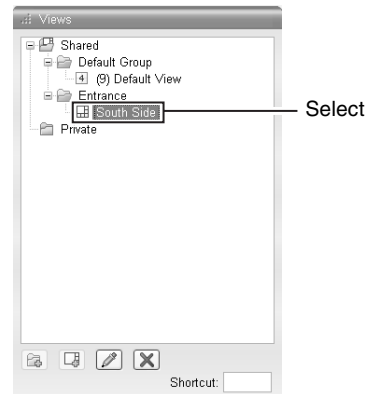 Views
Shared
Default Group
4 (9) Default View
Entrance
South Side
Select
Private
Shortcut: